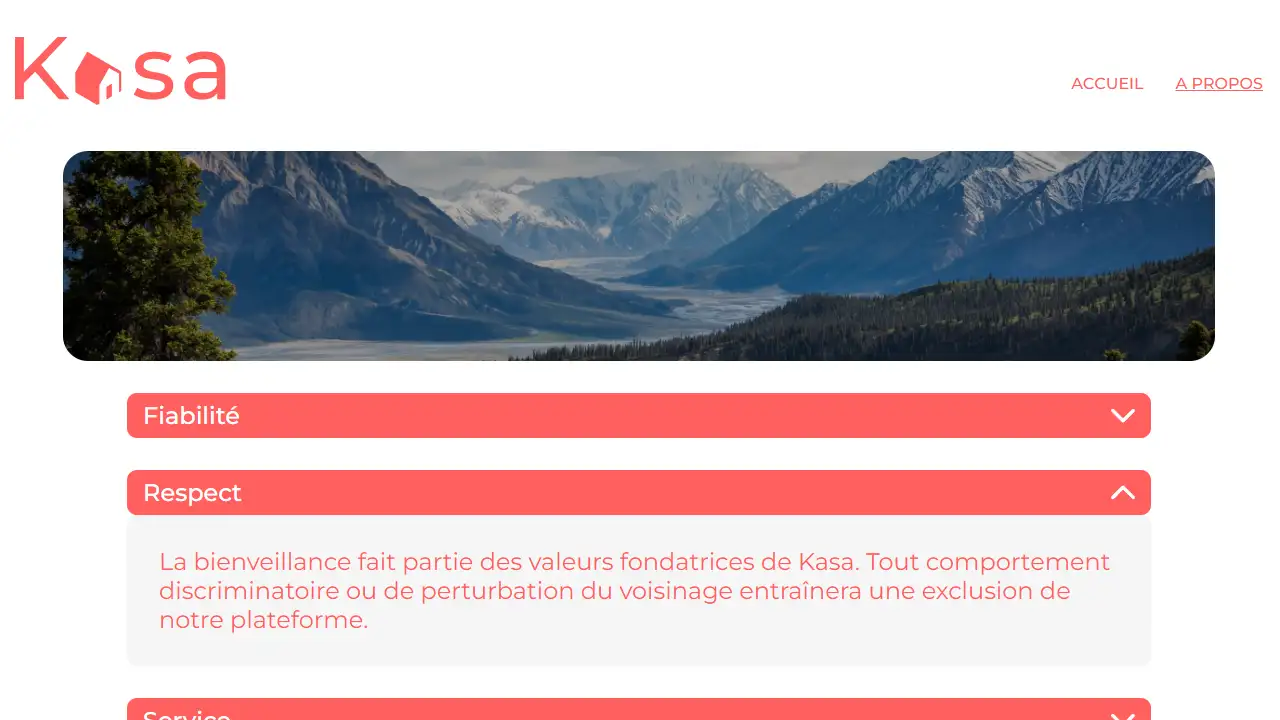 Kasa
ACCUEIL
A PROPOS
Fiabilité
Respect
La bienveillance fait partie des valeurs fondatrices de Kasa. Tout comportement
discriminatoire ou de perturbation du voisinage entraînera une exclusion de
notre plateforme.
Service